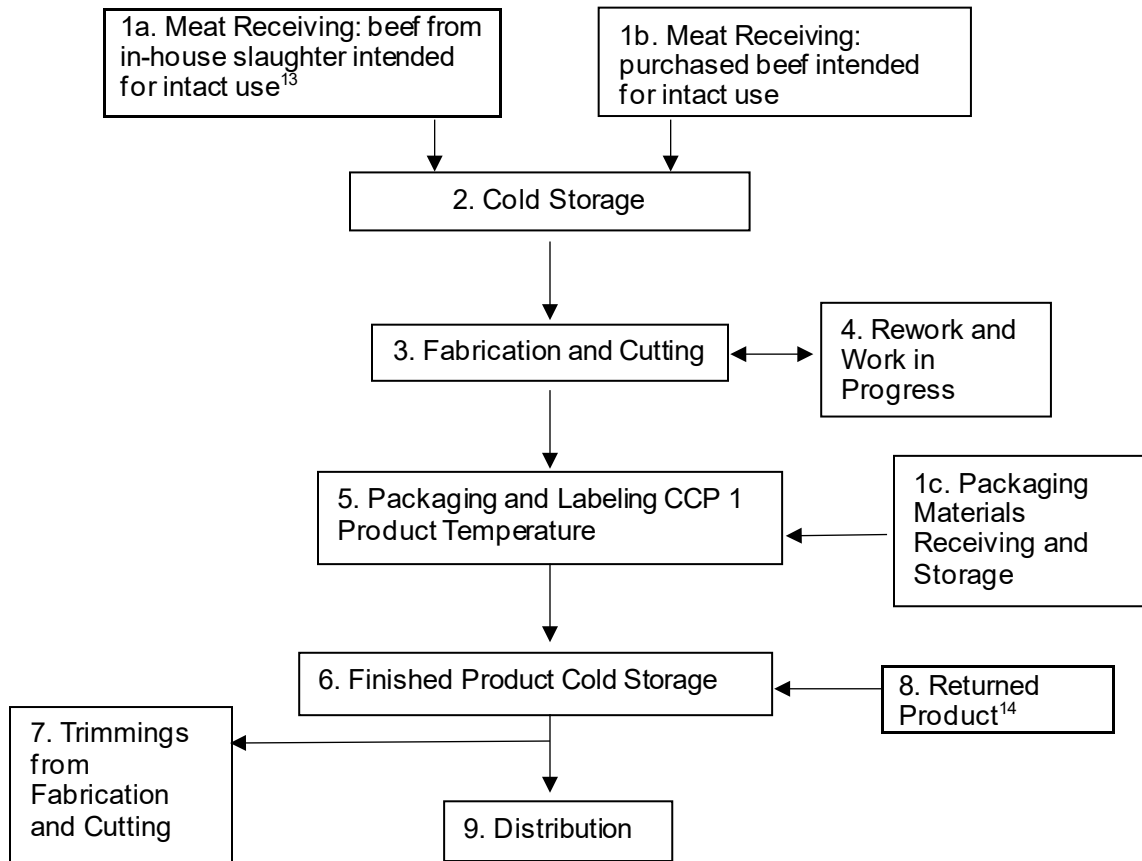 1a. Meat Receiving: beef from
in-house slaughter intended
for intact use13
1b. Meat Receiving:
purchased beef intended
for intact use
2. Cold Storage
3. Fabrication and Cutting
4. Rework and
Work in
Progress
5. Packaging and Labeling CCP 1
Product Temperature
1c. Packaging
Materials
Receiving and
Storage
6. Finished Product Cold Storage
8. Returned
Product14
7. Trimmings
from
Fabrication
and Cutting
9. Distribution